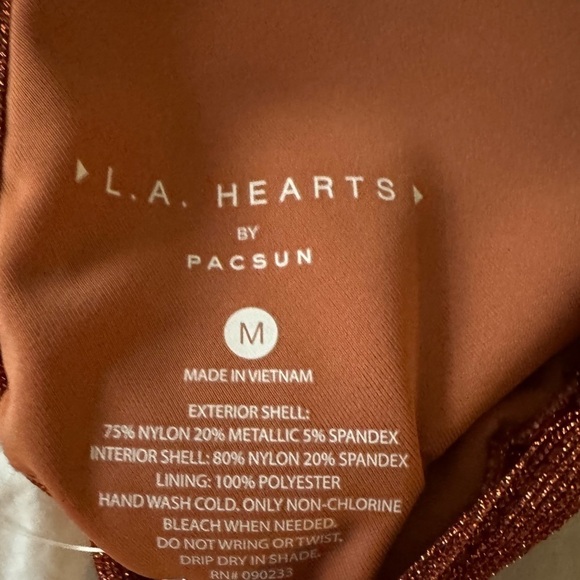 L.A. HEARTS
BY
PACSUN
M
MADE IN VIETNAM
EXTERIOR SHELL:
75% NYLON 20% METALLIC 5% SPANDEX
INTERIOR SHELL: 80% NYLON 20% SPANDEX
LINING: 100% POLYESTER
HAND WASH COLD. ONLY NON-CHLORINE
BLEACH WHEN NEEDED.
DO NOT WRING OR TWIST.
DRIP DRY IN SHADE.
RN# 090233